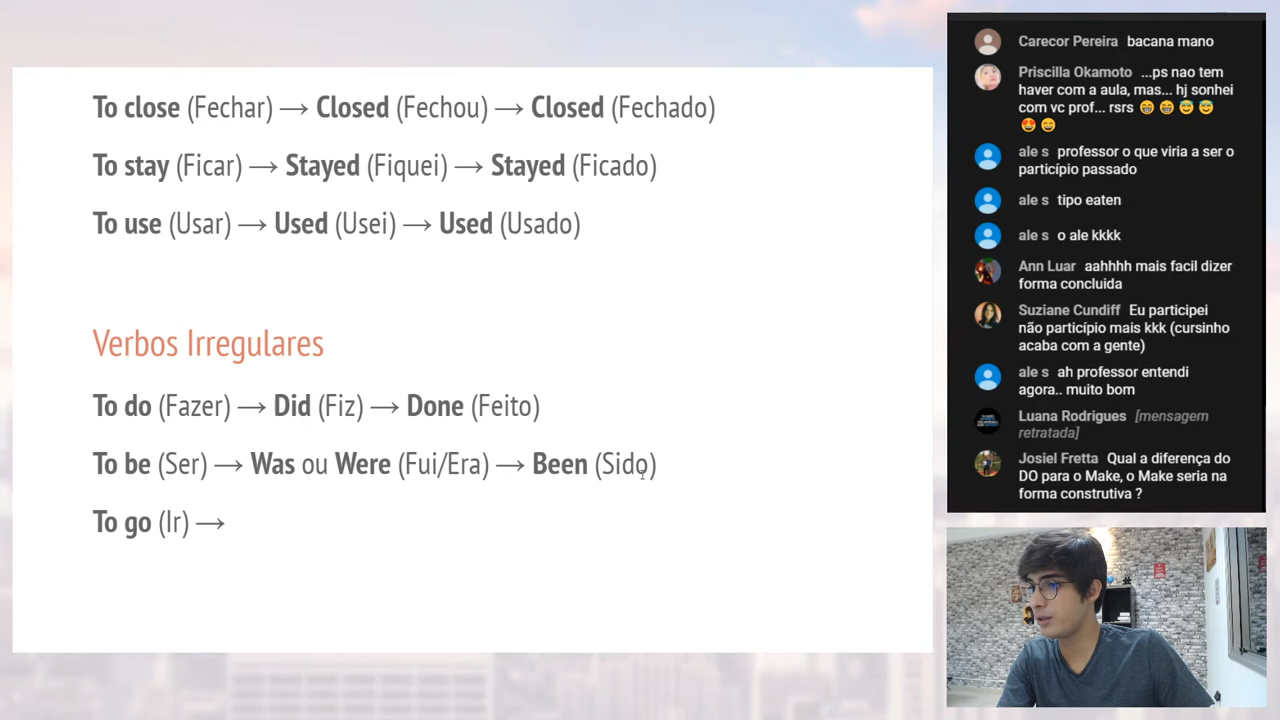 To close (Fechar) → Closed (Fechou) → Closed (Fechado)
To stay (Ficar) → Stayed (Fiquei) → Stayed (Ficado)
To use (Usar) → Used (Usei) → Used (Usado)
Verbos Irregulares
To do (Fazer) → Did (Fiz) → Done (Feito)
To be (Ser) → Was ou Were (Fui/Era) → Been (Sido)
To go (Ir) →
Carecor Pereira bacana mano
Priscilla Okamoto ...ps nao tem
haver com a aula, mas... hj sonhei
com vc prof... rsrs 😁 😁 😇 😇
😍 😄
ale s professor o que viria a ser o
particípio passado
ale s tipo eaten
ale s o ale kkkk
Ann Luar aahhhh mais facil dizer
forma concluida
Suziane Cundiff Eu participei
não particípio mais kkk (cursinho
acaba com a gente)
ale s ah professor entendi
agora.. muito bom
Luana Rodrigues [mensagem
retratada]
Josiel Fretta Qual a diferença do
DO para o Make, o Make seria na
forma construtiva ?